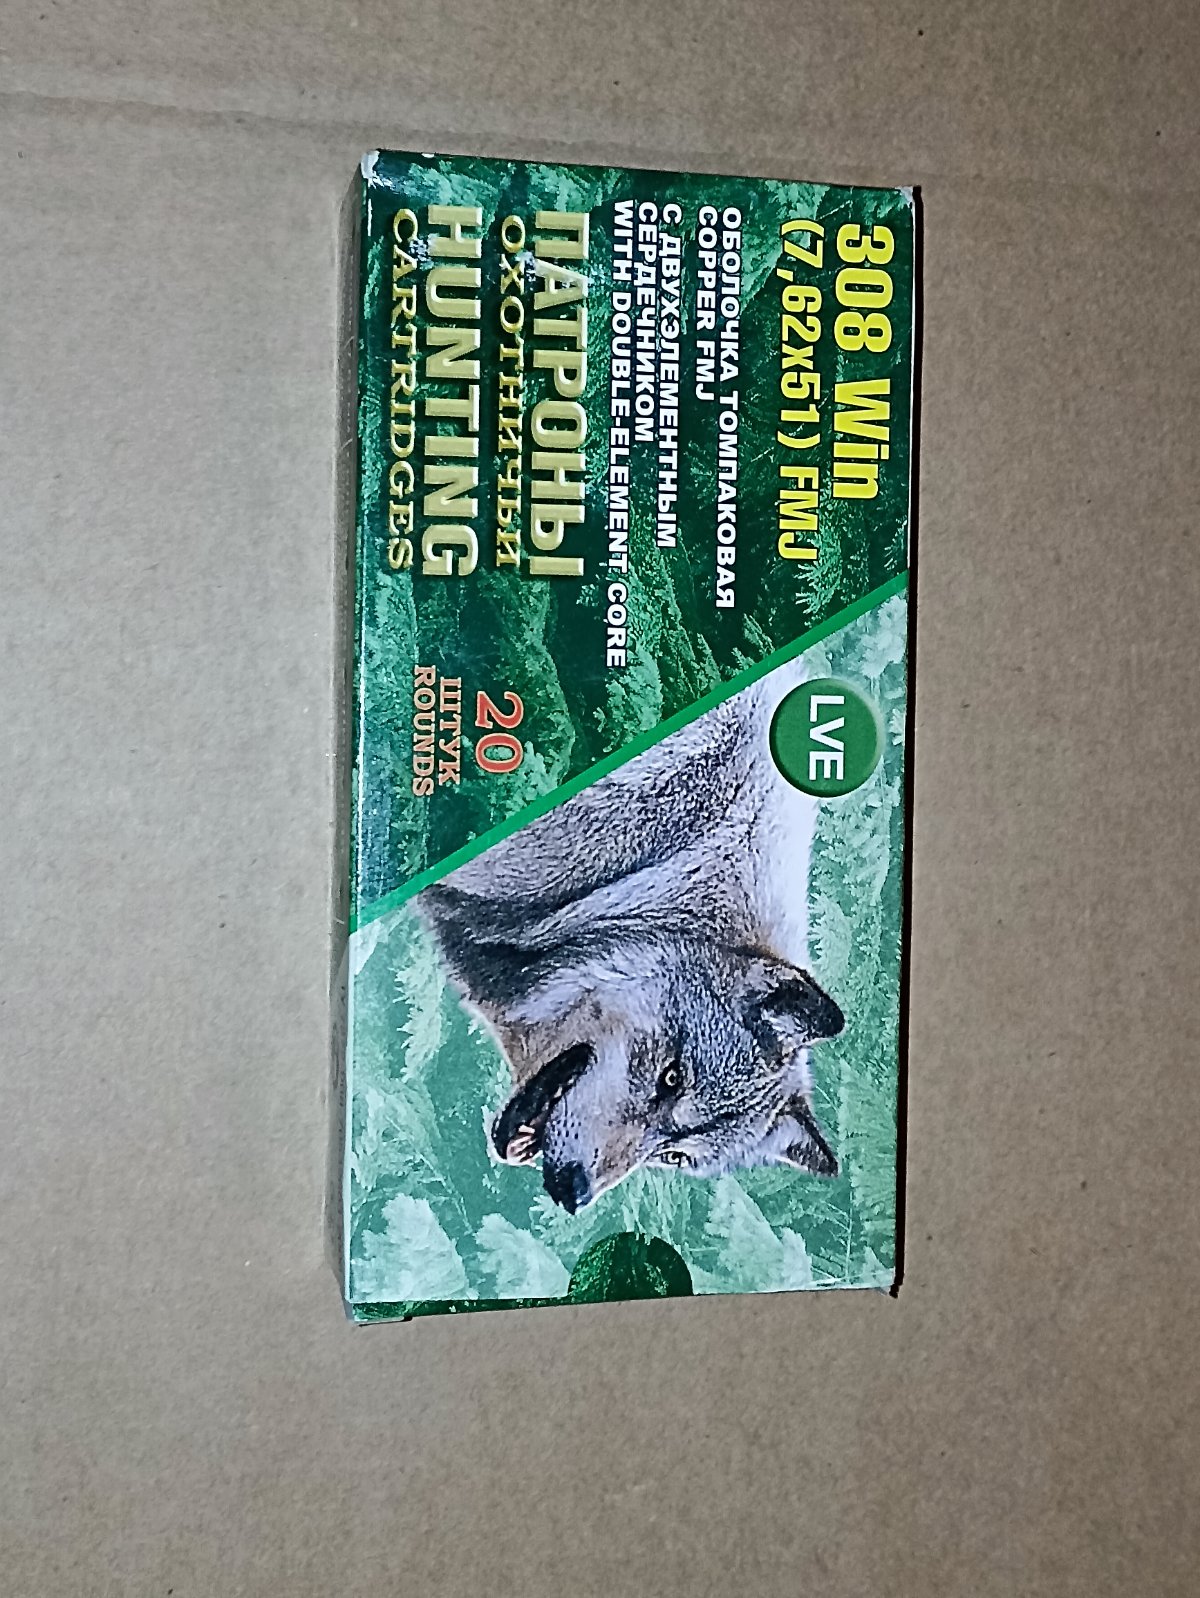 308 Win
(7,62x51) FMJ
ОБОЛОЧКА ТОМПАКОВАЯ
COPPER FMJ
С ДВУХЭЛЕМЕНТНЫМ
СЕРДЕЧНИКОМ
WITH DOUBLE-ELEMENT CORE
ПАТРОНЫ
ОХОТНИЧЬИ
HUNTING
CARTRIDGES
20
ШТУК
ROUNDS
LVE